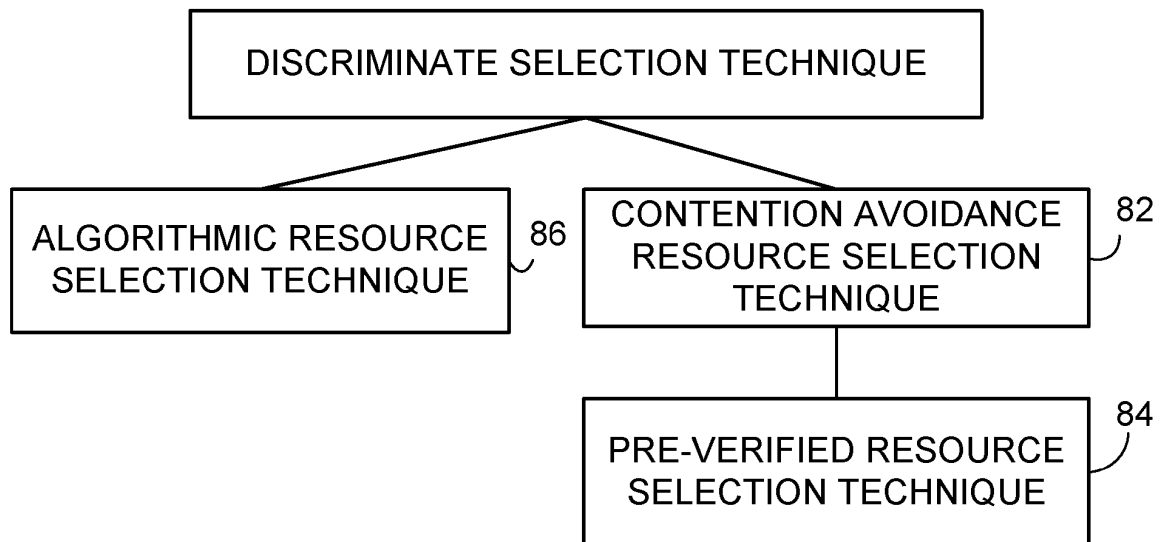 DISCRIMINATE SELECTION TECHNIQUE
ALGORITHMIC RESOURCE
SELECTION TECHNIQUE
86
CONTENTION AVOIDANCE
RESOURCE SELECTION
TECHNIQUE
82
PRE-VERIFIED RESOURCE
SELECTION TECHNIQUE
84